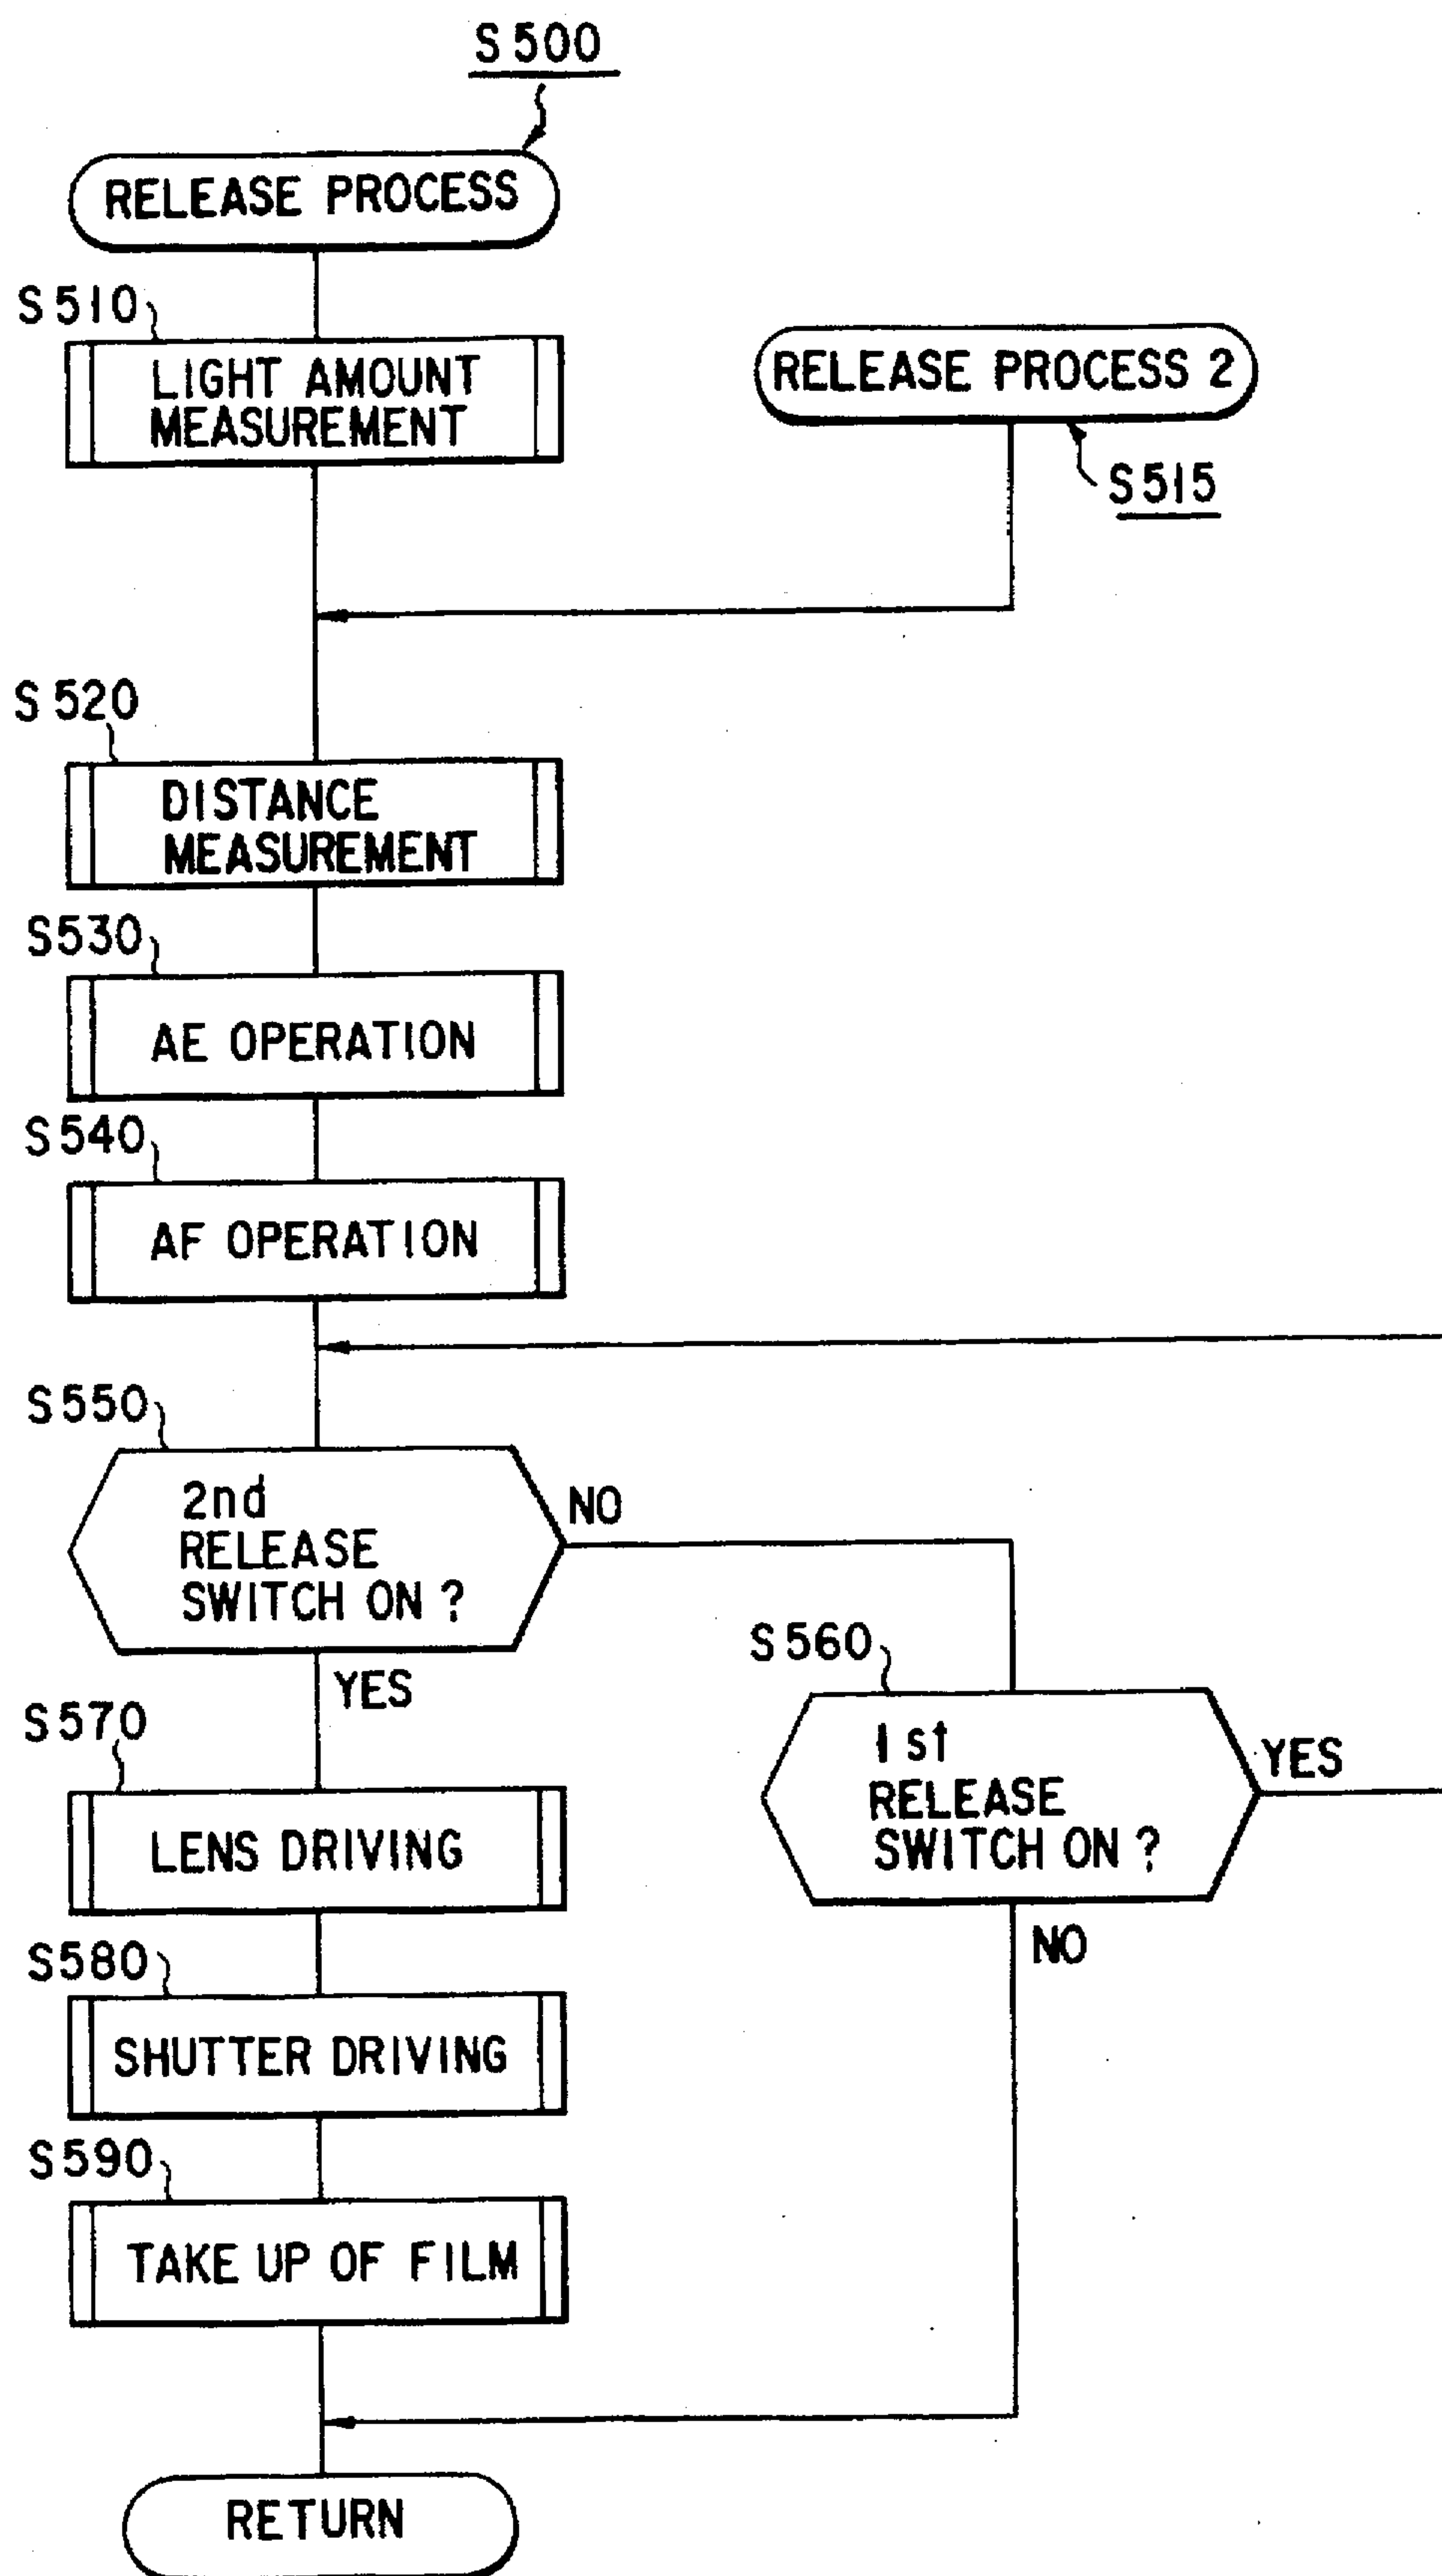 S500
RELEASE PROCESS
S510
LIGHT AMOUNT
MEASUREMENT
RELEASE PROCESS 2
S515
S520
DISTANCE
MEASUREMENT
S530
AE OPERATION
S540
AF OPERATION
S550
2nd
RELEASE
SWITCH ON ?
NO
YES
S560
1st
RELEASE
SWITCH ON ?
YES
NO
S570
LENS DRIVING
S580
SHUTTER DRIVING
S590
TAKE UP OF FILM
RETURN